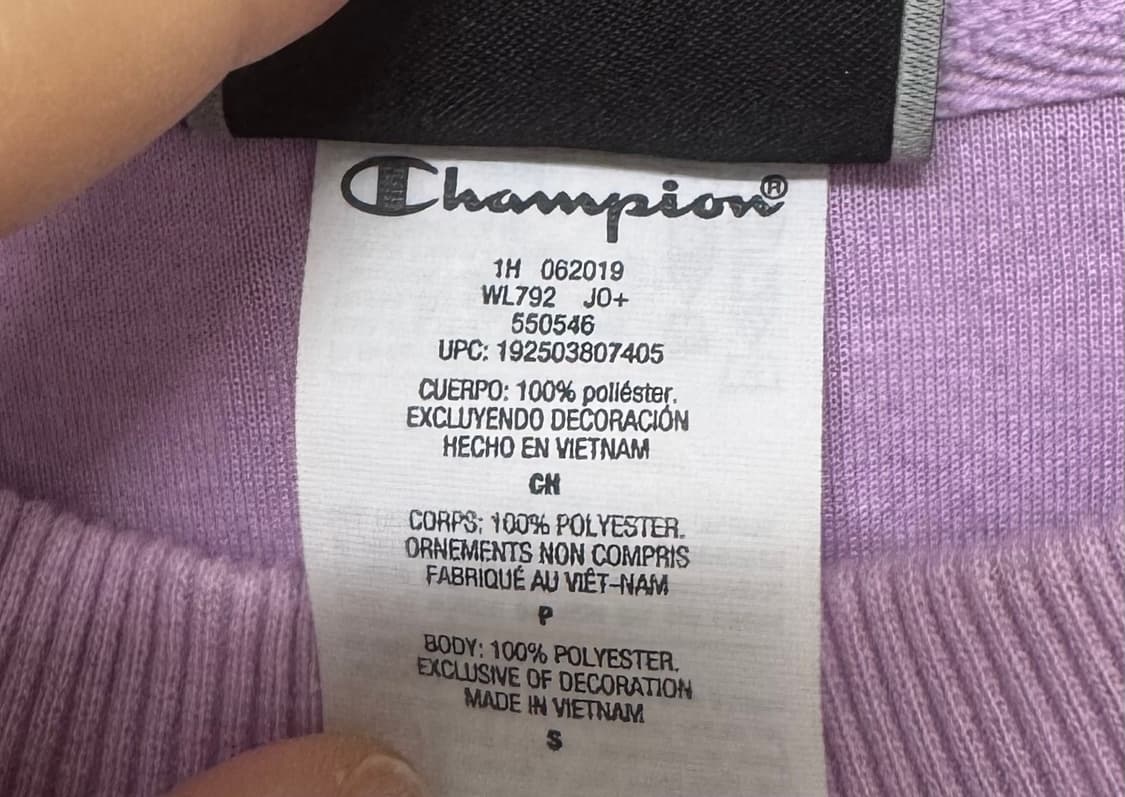 Champion®
1H 062019
WL792 JO+
550546
UPC: 192503807405
CUERPO: 100% poliéster.
EXCLUYENDO DECORACIÓN
HECHO EN VIETNAM
CH
CORPS: 100% POLYESTER.
ORNEMENTS NON COMPRIS
FABRIQUÉ AU VIÊT-NAM
P
BODY: 100% POLYESTER.
EXCLUSIVE OF DECORATION
MADE IN VIETNAM
S